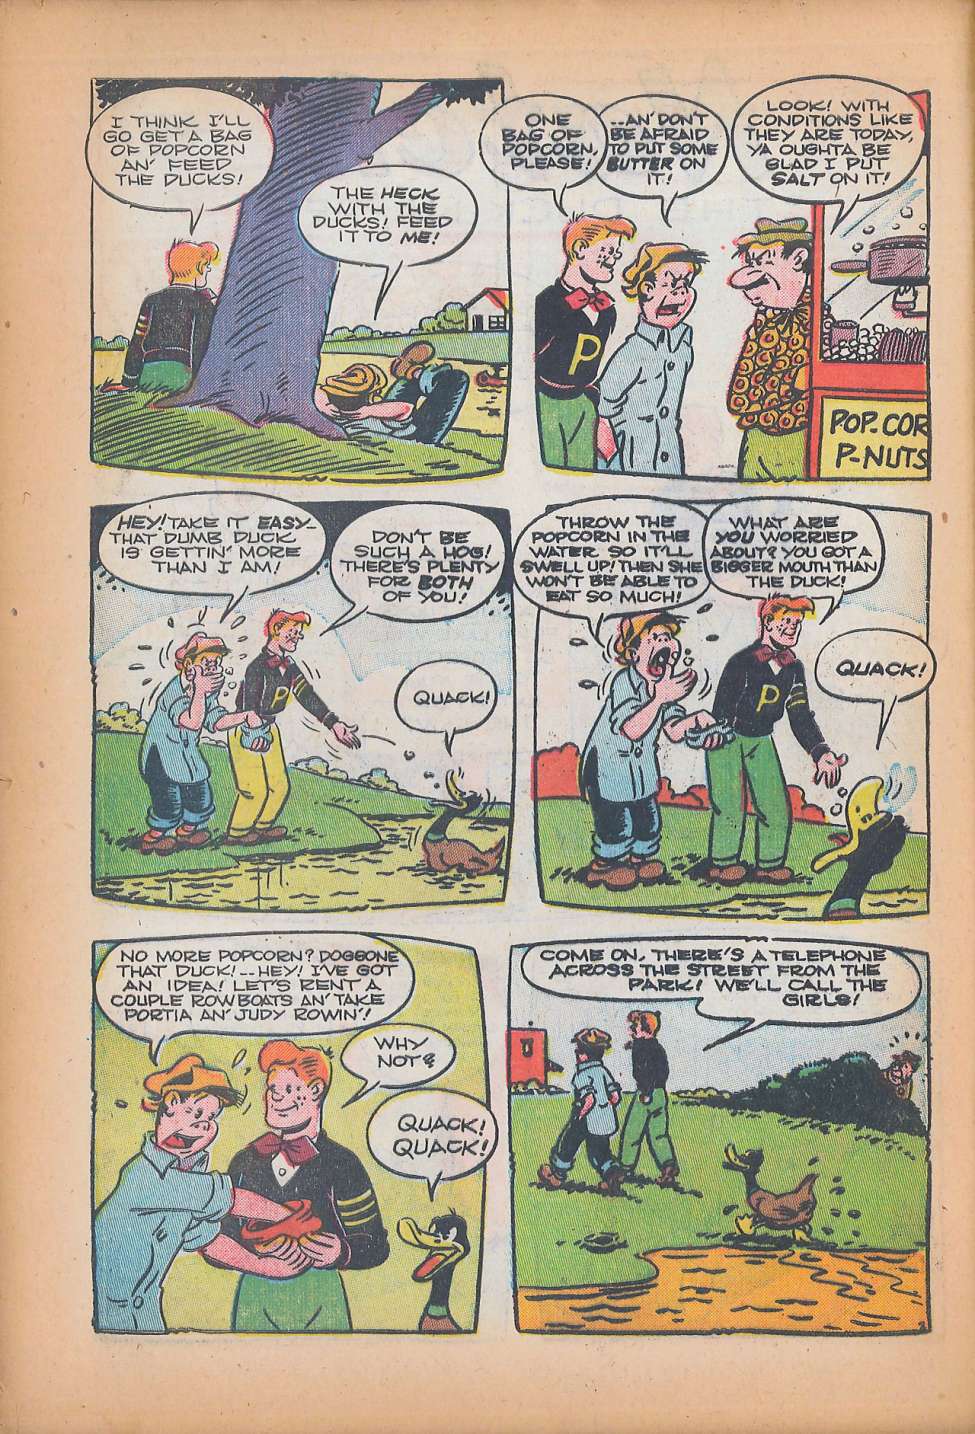 I THINK I'LL
GO GET A BAG
OF POPCORN
AN' FEED
THE DUCKS!
THE HECK
WITH THE
DUCKS! FEED
IT TO ME!
ONE
BAG OF
POPCORN,
PLEASE!
--AN' DON'T
BE AFRAID
TO PUT SOME
BUTTER ON
IT!
LOOK! WITH
CONDITIONS LIKE
THEY ARE TODAY,
YA OUGHTA BE
GLAD I PUT
SALT ON IT!
P
POP-COR
P-NUTS
HEY! TAKE IT EASY--
THAT DUMB DUCK
IS GETTIN' MORE
THAN I AM!
DON'T BE
SUCH A HOG!
THERE'S PLENTY
FOR BOTH
OF YOU!
P
QUACK!
THROW THE
POPCORN IN THE
WATER SO IT'LL
SWELL UP! THEN SHE
WON'T BE ABLE TO
EAT SO MUCH!
WHAT ARE
YOU WORRIED
ABOUT? YOU GOT A
BIGGER MOUTH THAN
THE DUCK!
P
QUACK!
NO MORE POPCORN? DOGGONE
THAT DUCK!--HEY! I'VE GOT
AN IDEA! LET'S RENT A
COUPLE ROWBOATS AN' TAKE
PORTIA AN' JUDY ROWIN'!
WHY
NOT?
QUACK!
QUACK!
COME ON, THERE'S A TELEPHONE
ACROSS THE STREET FROM THE
PARK! WE'LL CALL THE
GIRLS!